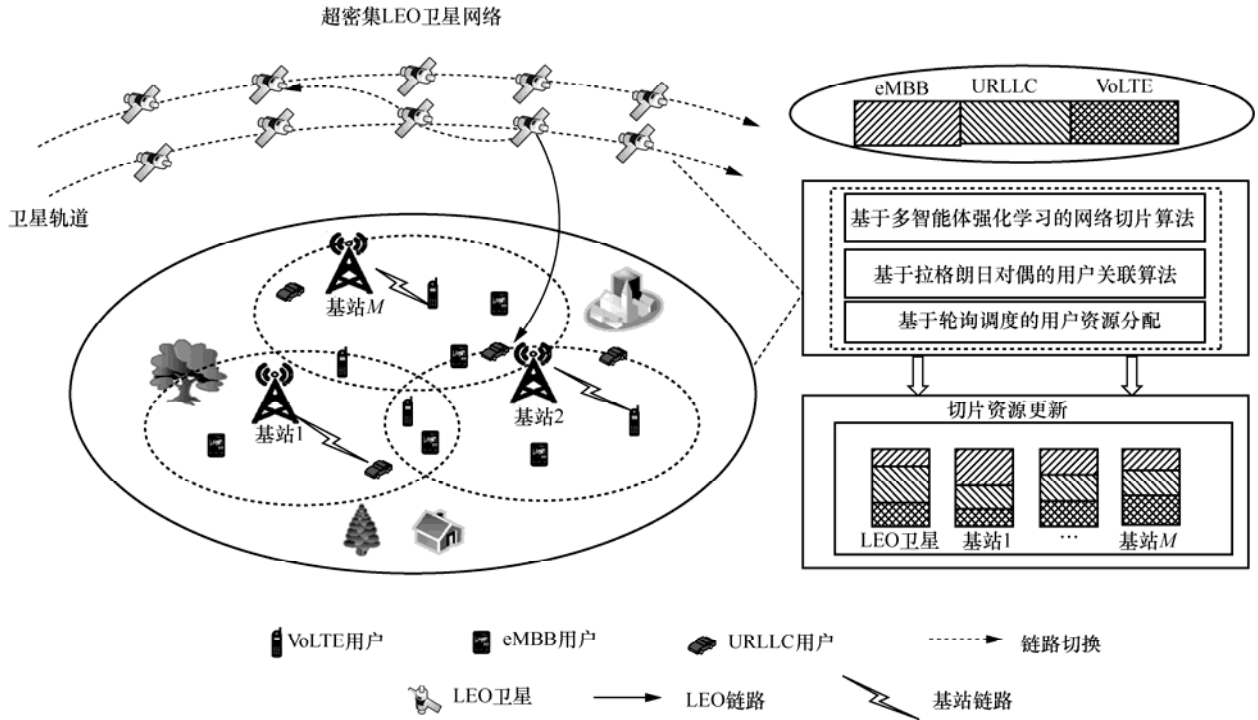 超密集LEO卫星网络
卫星轨道
基站M
基站1
基站2
eMBB
URLLC
VoLTE
基于多智能体强化学习的网络切片算法
基于拉格朗日对偶的用户关联算法
基于轮询调度的用户资源分配
切片资源更新
LEO卫星
基站1
…
基站M
VoLTE用户
eMBB用户
URLLC用户
链路切换
LEO卫星
LEO链路
基站链路